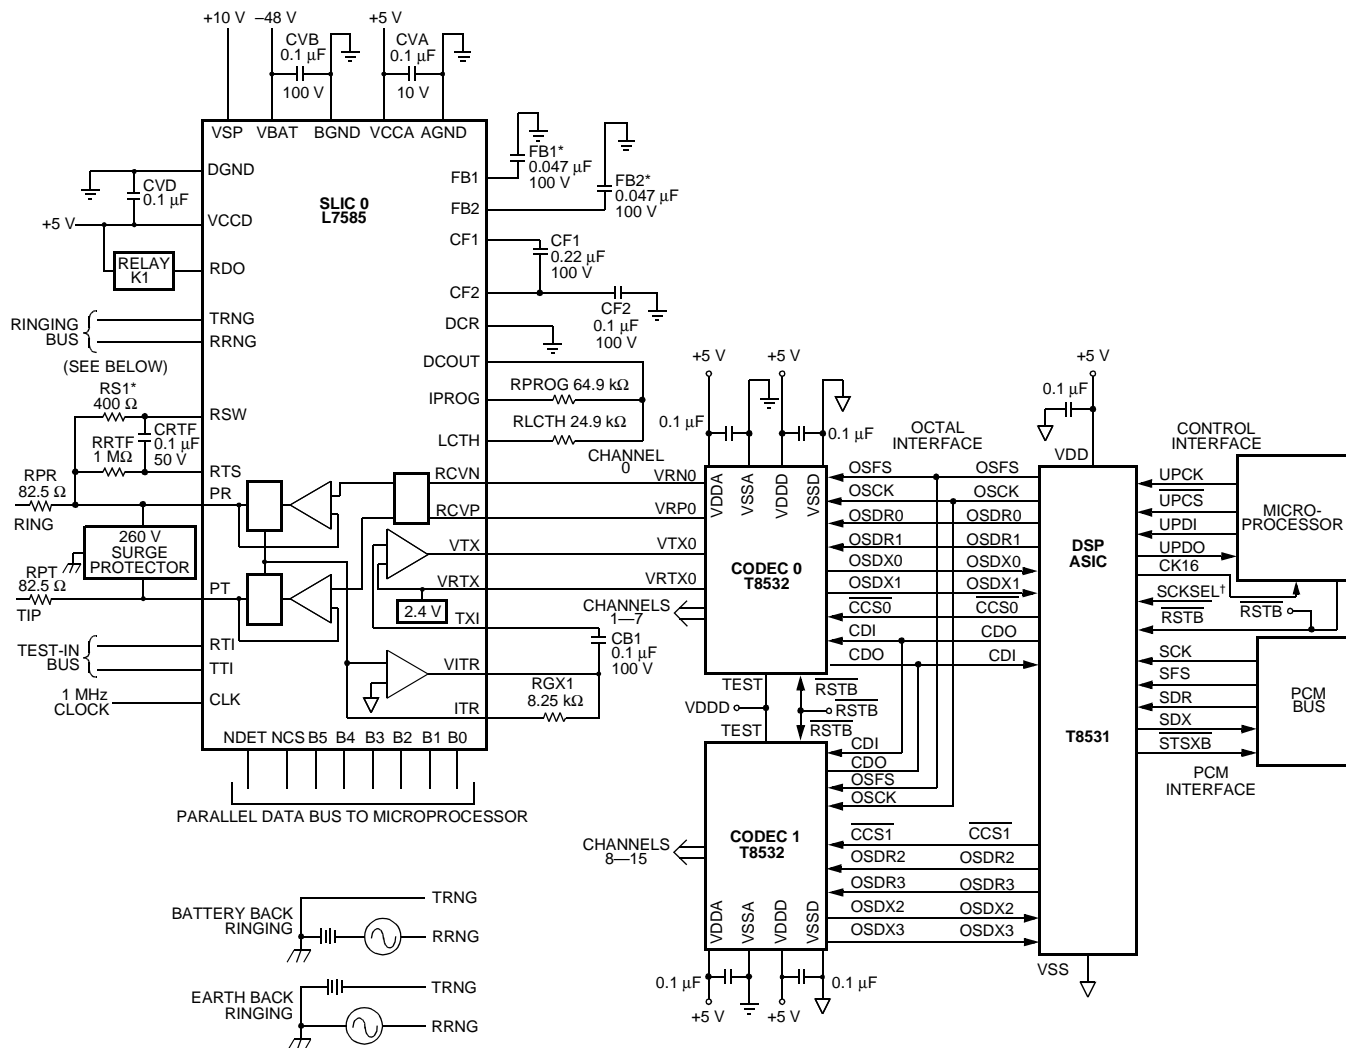 +10 V
–48 V
+5 V
CVB
0.1 µF
100 V
CVA
0.1 µF
10 V
VSP
VBAT
BGND
VCCA
AGND
DGND
CVD
0.1 µF
VCCD
+5 V
RELAY
K1
RDO
RINGING
BUS
TRNG
RRNG
(SEE BELOW)
RS1*
400 Ω
RSW
CRTF
0.1 µF
50 V
RRTF
1 MΩ
RTS
RPR
82.5 Ω
PR
RING
260 V
SURGE
PROTECTOR
RPT
82.5 Ω
PT
TIP
TEST-IN
BUS
RTI
TTI
1 MHz
CLOCK
CLK
SLIC 0
L7585
FB1
FB1*
0.047 µF
100 V
FB2
FB2*
0.047 µF
100 V
CF1
CF1
0.22 µF
100 V
CF2
CF2
0.1 µF
100 V
DCR
DCOUT
IPROG
RPROG 64.9 kΩ
LCTH
RLCTH 24.9 kΩ
CHANNEL
0
RCVN
VRN0
RCVP
VRP0
VTX
VTX0
VRTX
VRTX0
2.4 V
TXI
CHANNELS
1—7
CB1
0.1 µF
100 V
VITR
RGX1
8.25 kΩ
ITR
NDET
NCS
B5
B4
B3
B2
B1
B0
PARALLEL DATA BUS TO MICROPROCESSOR
+5 V
+5 V
0.1 µF
0.1 µF
VDDA
VSSA
VDDD
VSSD
CODEC 0
T8532
OCTAL
INTERFACE
OSFS
OSFS
OSCK
OSCK
OSDR0
OSDR0
OSDR1
OSDR1
OSDX0
OSDX0
OSDX1
OSDX1
CCS0
CCS0
CDI
CDO
CDO
CDI
TEST
RSTB
VDDD
RSTB
TEST
RSTB
CDI
CDO
OSFS
OSCK
CODEC 1
T8532
CHANNELS
8—15
CCS1
CCS1
OSDR2
OSDR2
OSDR3
OSDR3
OSDX2
OSDX2
OSDX3
OSDX3
VDDA
VSSA
VDDD
VSSD
0.1 µF
0.1 µF
+5 V
+5 V
+5 V
0.1 µF
VDD
DSP
ASIC
T8531
VSS
CONTROL
INTERFACE
UPCK
UPCS
UPDI
UPDO
CK16
SCKSEL†
RSTB
RSTB
MICRO-
PROCESSOR
SCK
SFS
SDR
SDX
STSXB
PCM
BUS
PCM
INTERFACE
BATTERY BACK
RINGING
TRNG
RRNG
EARTH BACK
RINGING
TRNG
RRNG